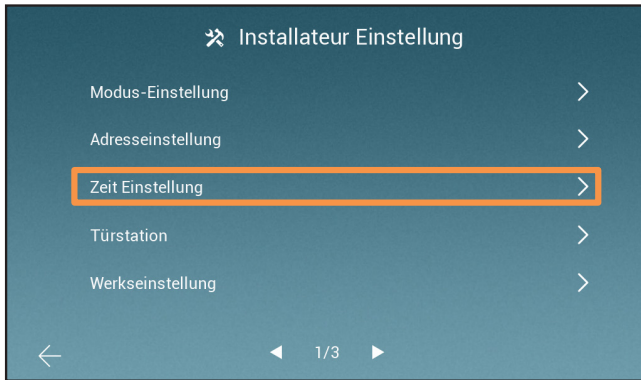 Installateur Einstellung
Modus-Einstellung
Adresseinstellung
Zeit Einstellung
Türstation
Werkseinstellung
1/3